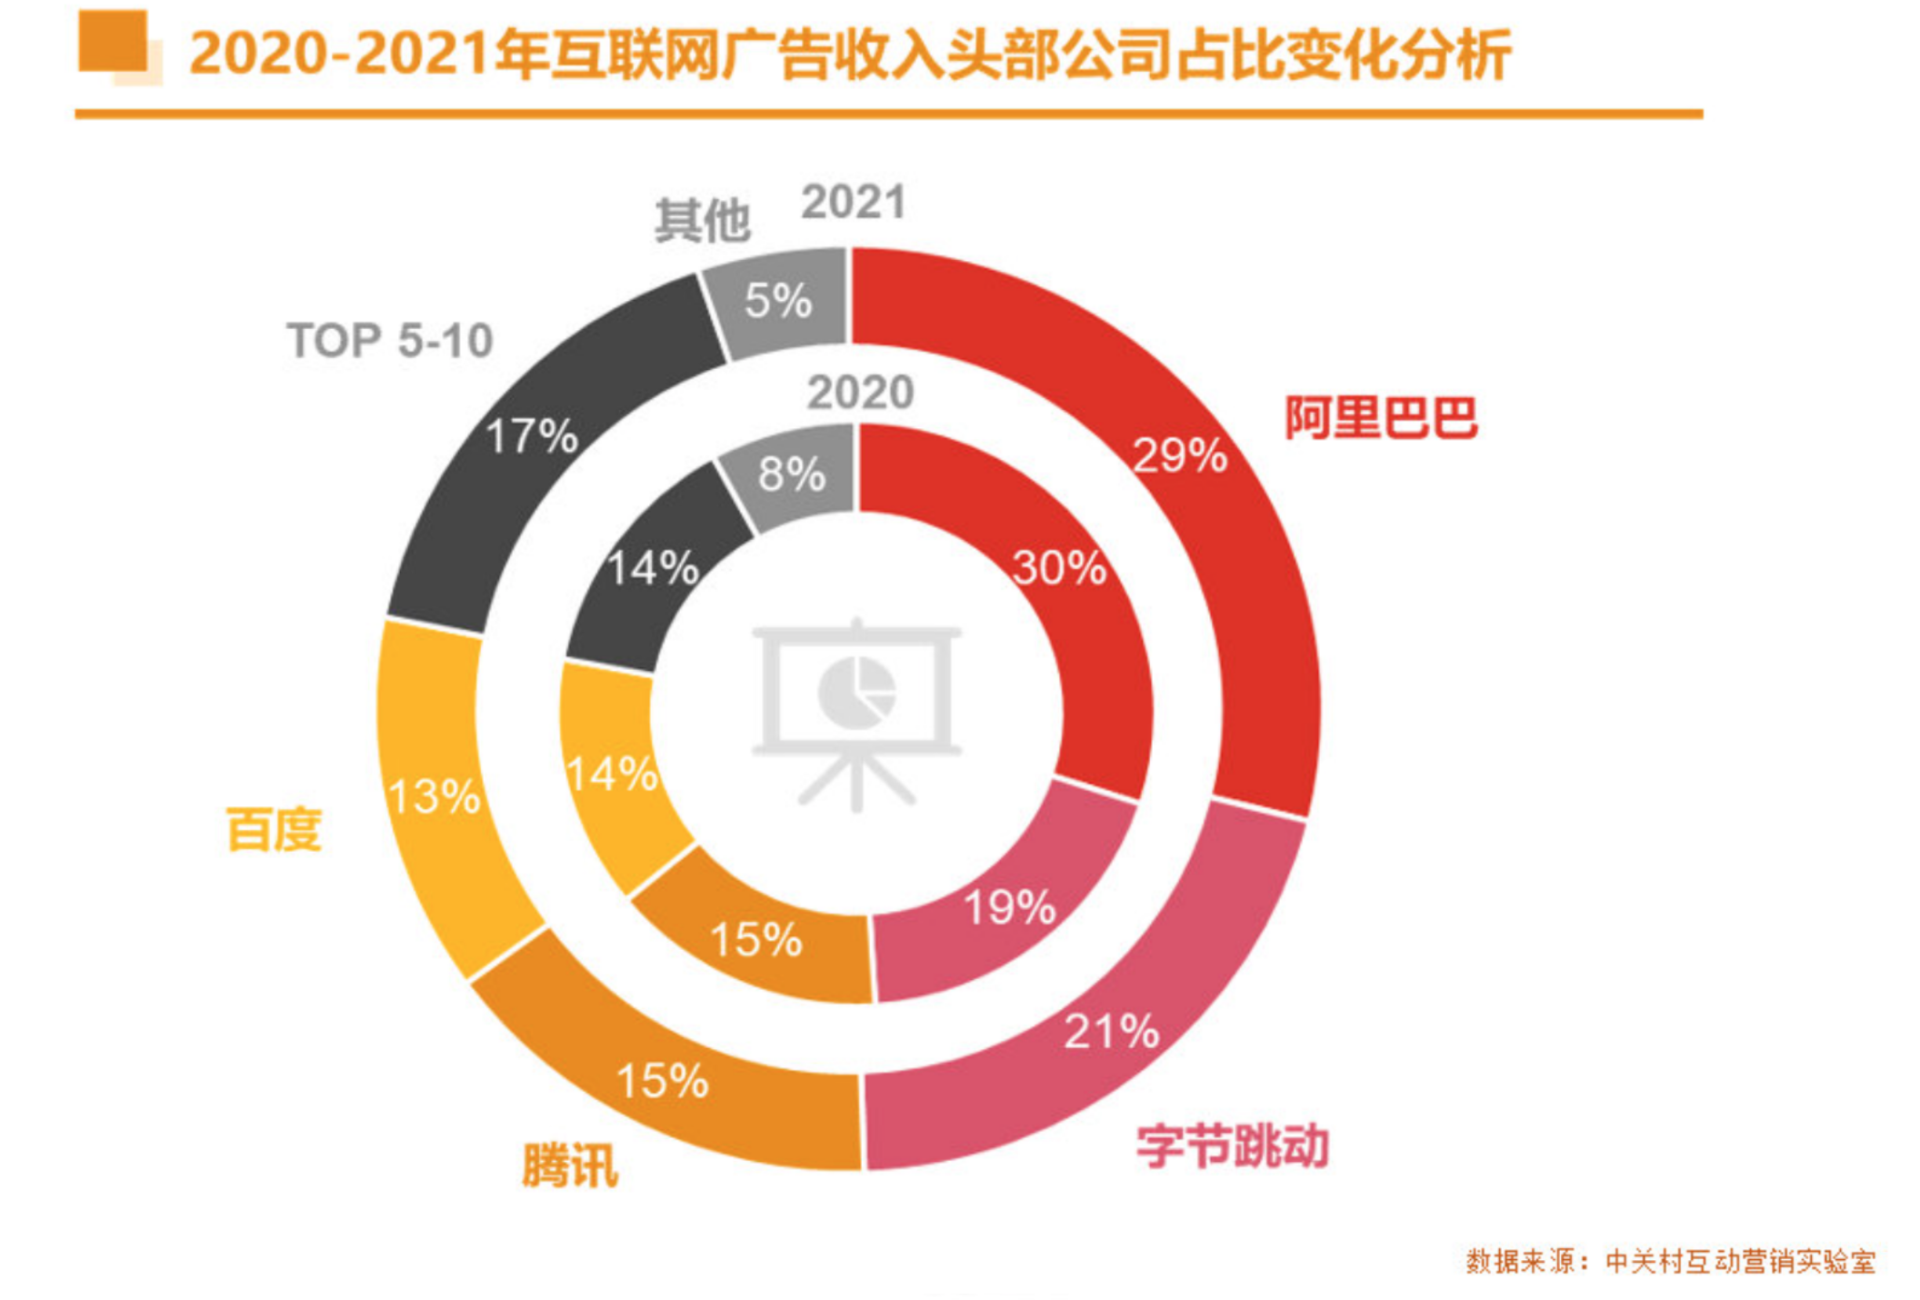 2020-2021年互联网广告收入头部公司占比变化分析
其他
2021
5%
TOP 5-10
2020
阿里巴巴
17%
29%
8%
14%
30%
14%
13%
百度
19%
15%
21%
15%
字节跳动
腾讯
数据来源：中关村互动营销实验室